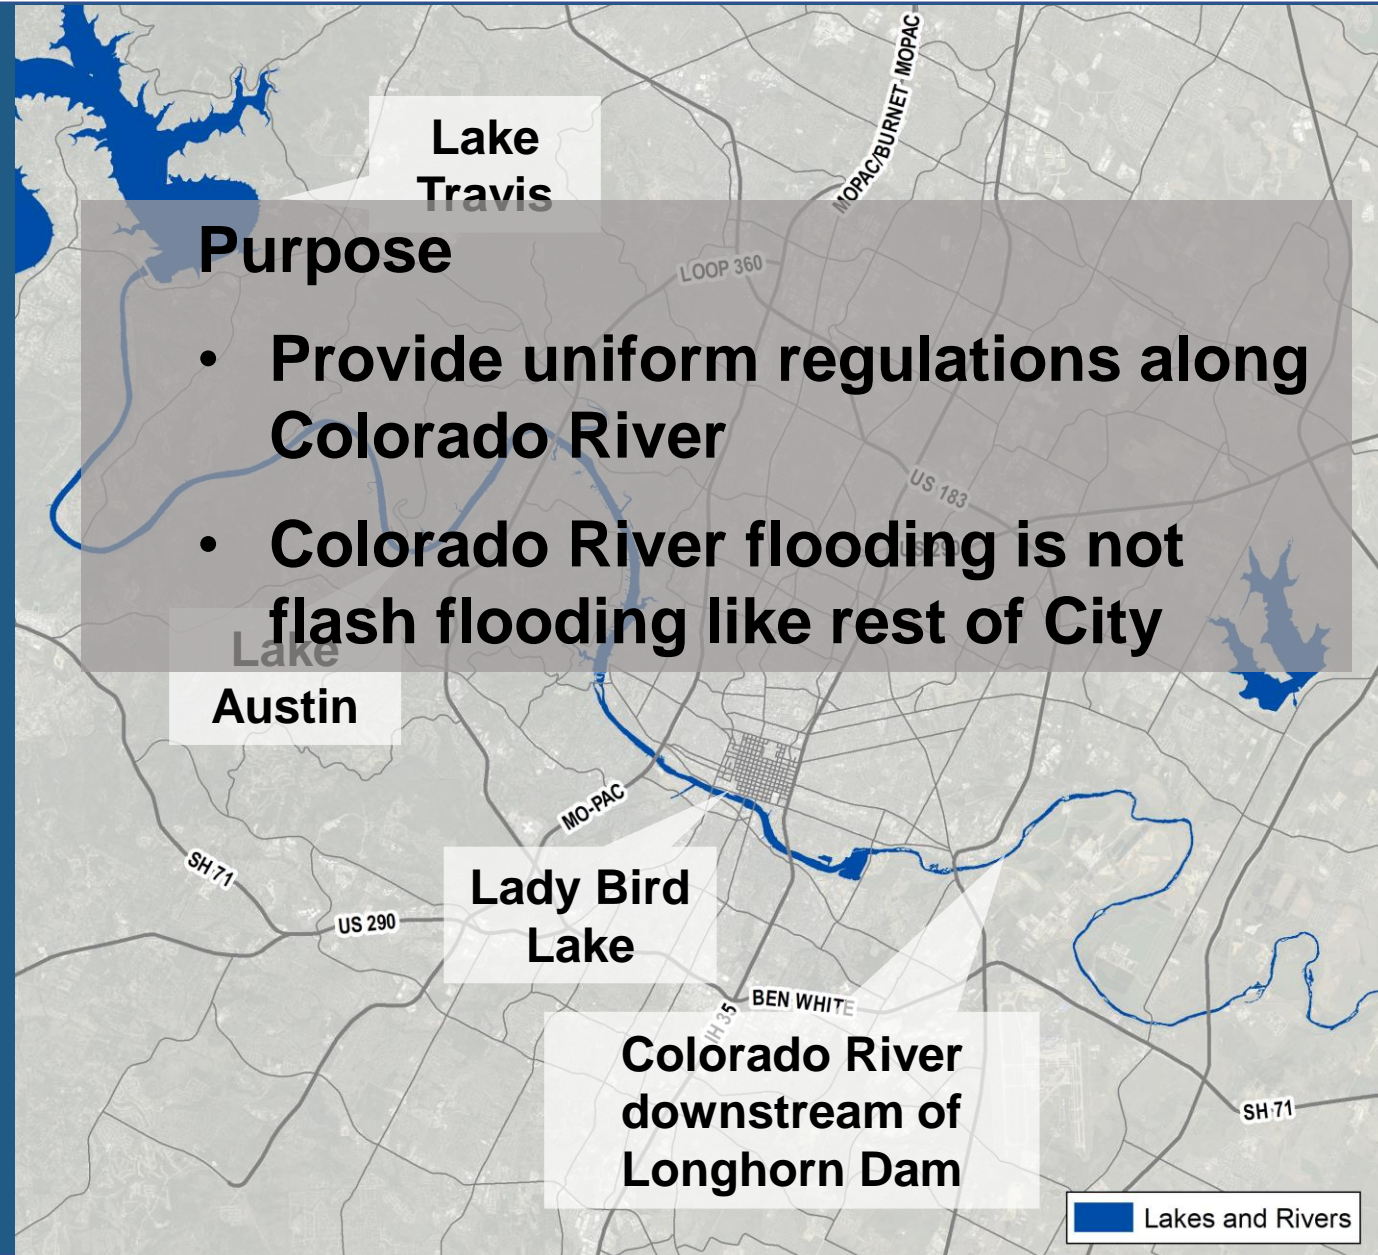 MOPAC/BURNET - MOPAC
Lake
Travis
Purpose
LOOP 360
• Provide uniform regulations along
Colorado River
US 183
• Colorado River flooding is not
US 290
flash flooding like rest of City
Lake
Austin
MO-PAC
SH 71
Lady Bird
Lake
US 290
BEN WHITE
IH 35
Colorado River
downstream of
Longhorn Dam
SH 71
Lakes and Rivers